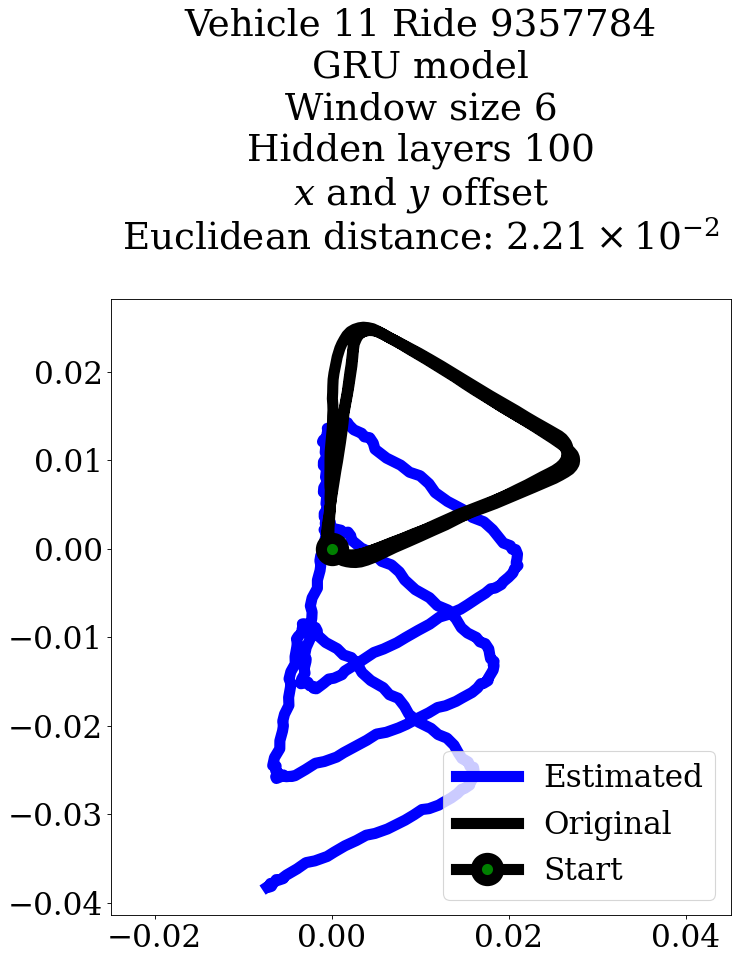 Vehicle 11 Ride 9357784
GRU model
Window size 6
Hidden layers 100
x and y offset
Euclidean distance: 2.21 × 10⁻²
0.02
0.01
0.00
−0.01
−0.02
−0.03
−0.04
−0.02 0.00 0.02 0.04
Estimated
Original
Start